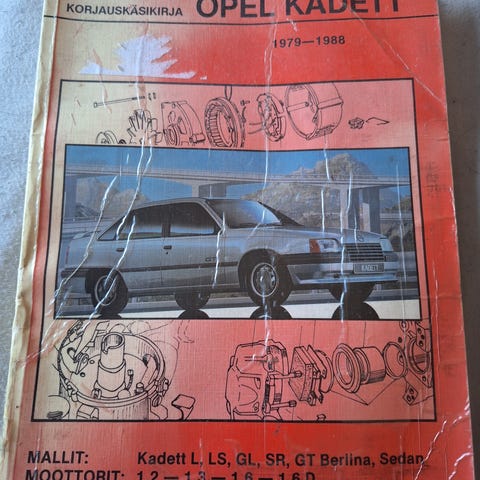 KORJAUSKÄSIKIRJA OPEL KADETT
1979—1988
KADETT
MALLIT: Kadett L, LS, GL, SR, GT Berlina, Sedan
MOOTTORIT: 1,2 — 1,3 — 1,6 — 1,6 D